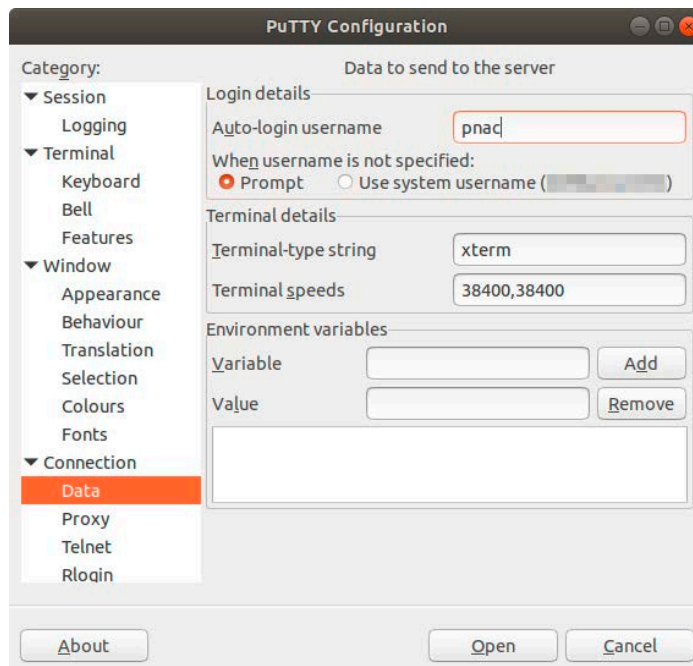 PuTTY Configuration
Category:
Session
Logging
Terminal
Keyboard
Bell
Features
Window
Appearance
Behaviour
Translation
Selection
Colours
Fonts
Connection
Data
Proxy
Telnet
Rlogin
Data to send to the server
Login details
Auto-login username pnac
When username is not specified:
Prompt Use system username ( )
Terminal details
Terminal-type string xterm
Terminal speeds 38400,38400
Environment variables
Variable Add
Value Remove
About Open Cancel